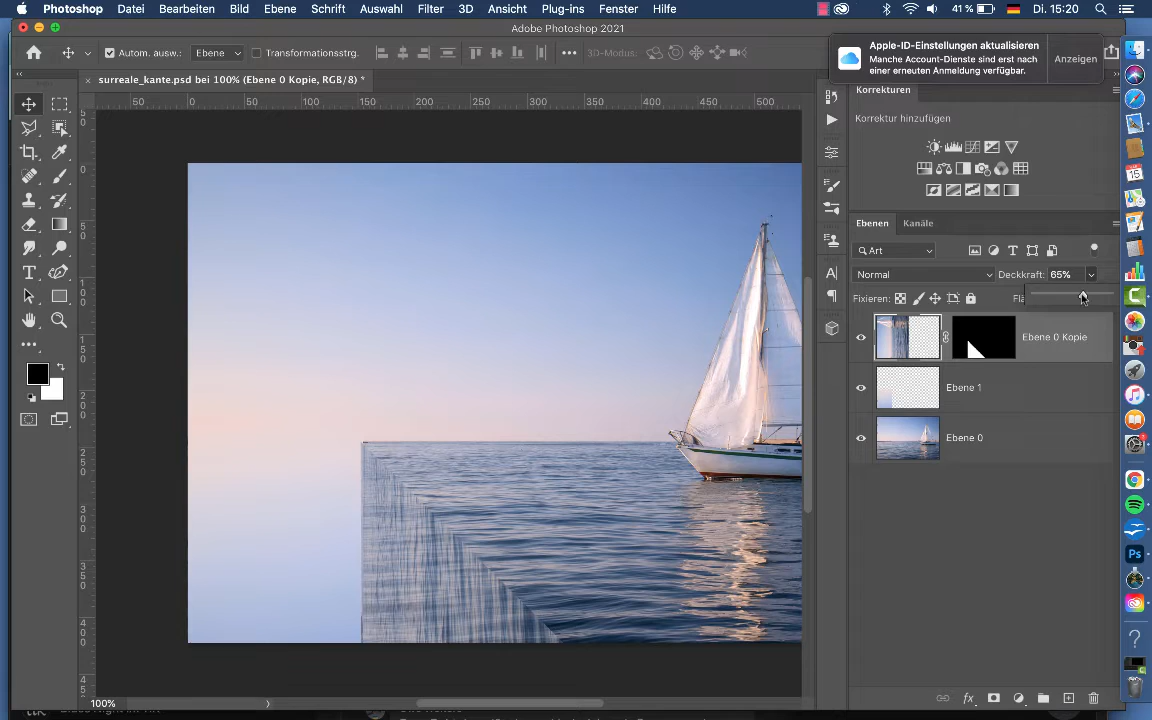 Photoshop Datei Bearbeiten Bild Ebene Schrift Auswahl Filter 3D Ansicht Plug-ins Fenster Hilfe 41 % Di. 15:20
Adobe Photoshop 2021
Autom. ausw.: Ebene Transformationsstrg. 3D-Modus:
Apple-ID-Einstellungen aktualisieren
Manche Account-Dienste sind erst nach
einer erneuten Anmeldung verfügbar.
Anzeigen
× surreale_kante.psd bei 100% (Ebene 0 Kopie, RGB/8) *
50 0 50 100 150 200 250 300 350 400 450 500
Korrekturen
Korrektur hinzufügen
Ebenen Kanäle
Art
Normal Deckkraft: 65%
Fixieren: Flä
Ebene 0 Kopie
Ebene 1
Ebene 0
100%